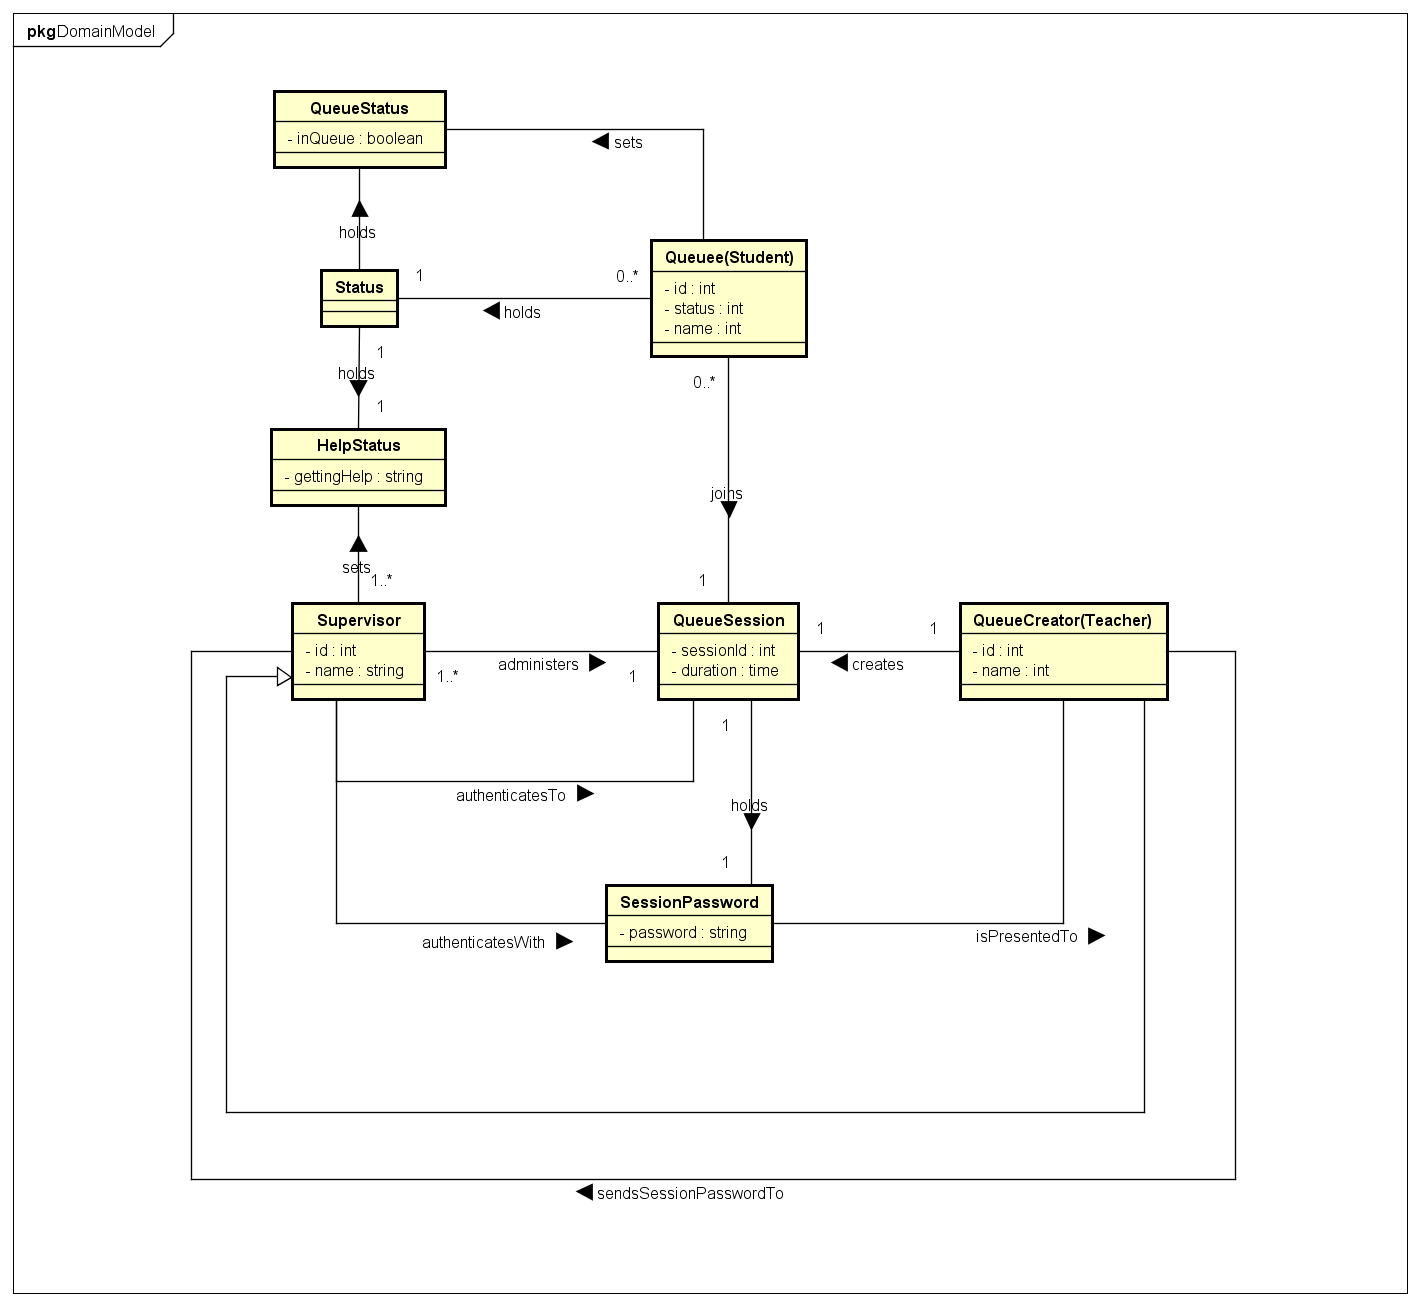 pkgDomainModel
QueueStatus
- inQueue : boolean
sets
holds
Queuee(Student)
- id : int
- status : int
- name : int
Status
1
0..*
holds
1
holds
1
0..*
HelpStatus
- gettingHelp : string
joins
sets
1..*
1
Supervisor
- id : int
- name : string
QueueSession
- sessionId : int
- duration : time
QueueCreator(Teacher)
- id : int
- name : int
1
1
administers
creates
1..*
1
1
authenticatesTo
holds
1
SessionPassword
- password : string
authenticatesWith
isPresentedTo
sendsSessionPasswordTo